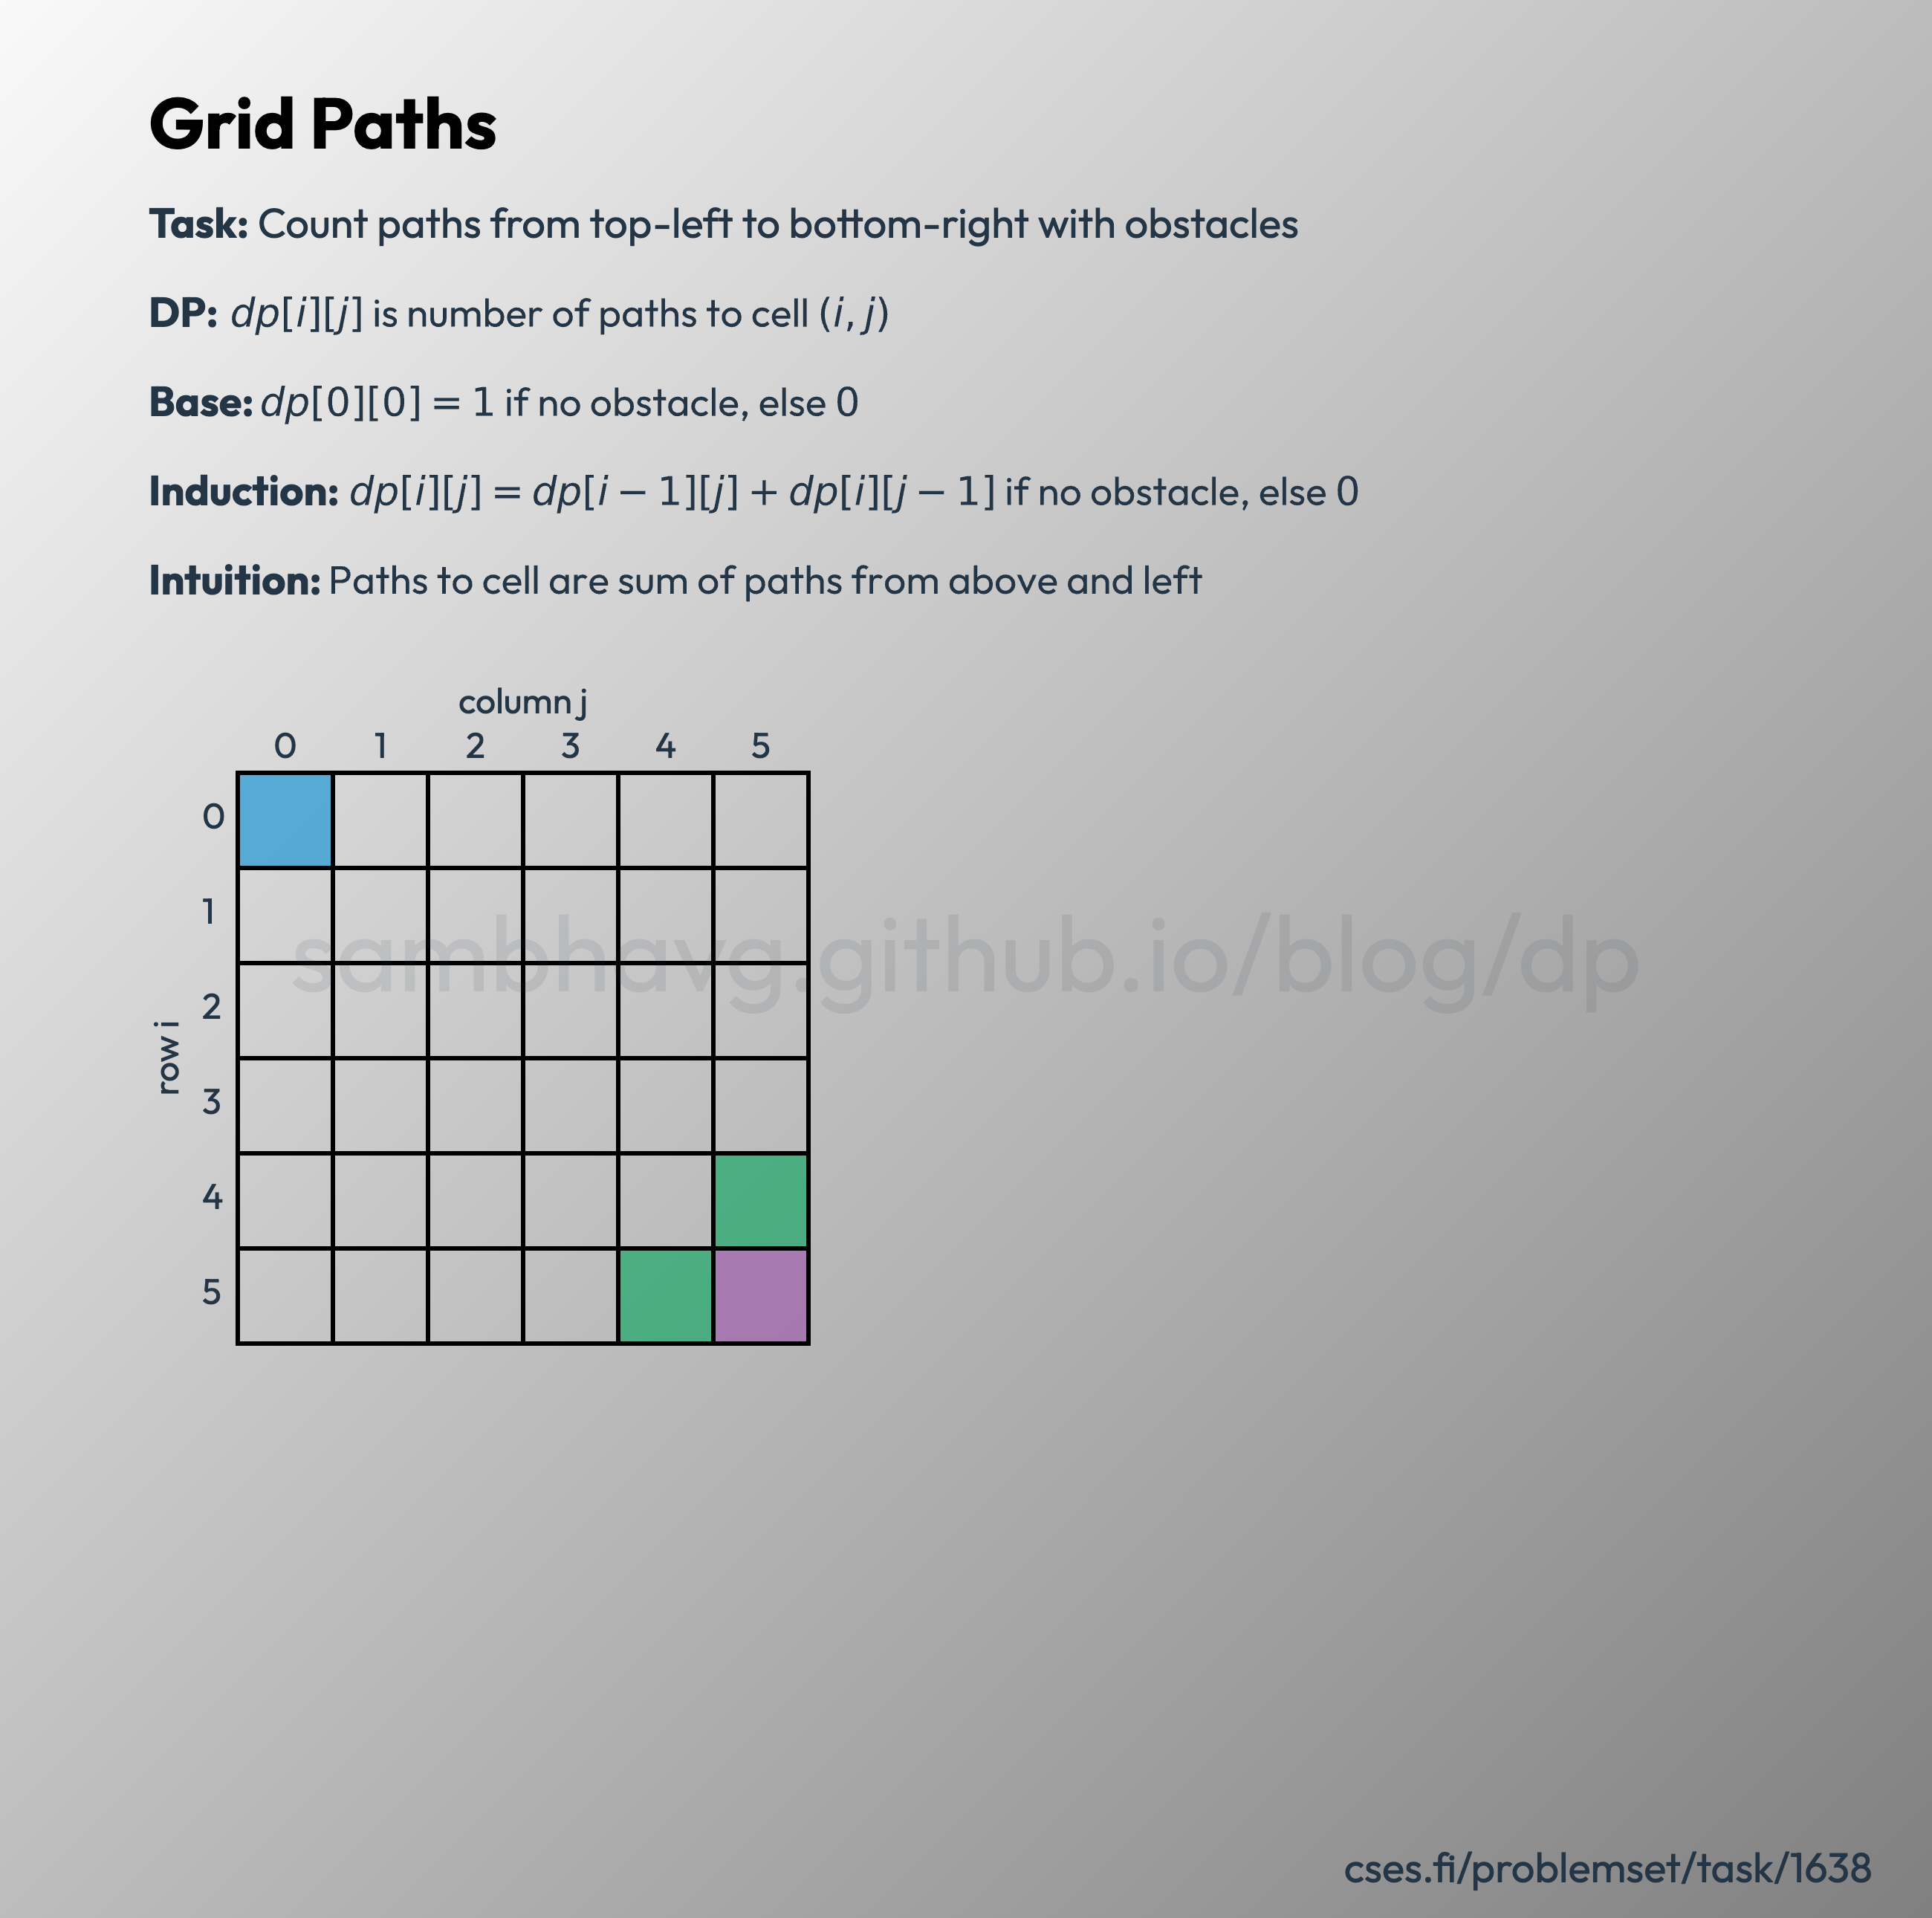 Grid Paths
Task: Count paths from top-left to bottom-right with obstacles
DP: dp[i][j] is number of paths to cell (i, j)
Base: dp[0][0] = 1 if no obstacle, else 0
Induction: dp[i][j] = dp[i − 1][j] + dp[i][j − 1] if no obstacle, else 0
Intuition: Paths to cell are sum of paths from above and left
column j
0 1 2 3 4 5
0
1
sambhavg.github.io/blog/dp
2
row i
3
4
5
cses.fi/problemset/task/1638